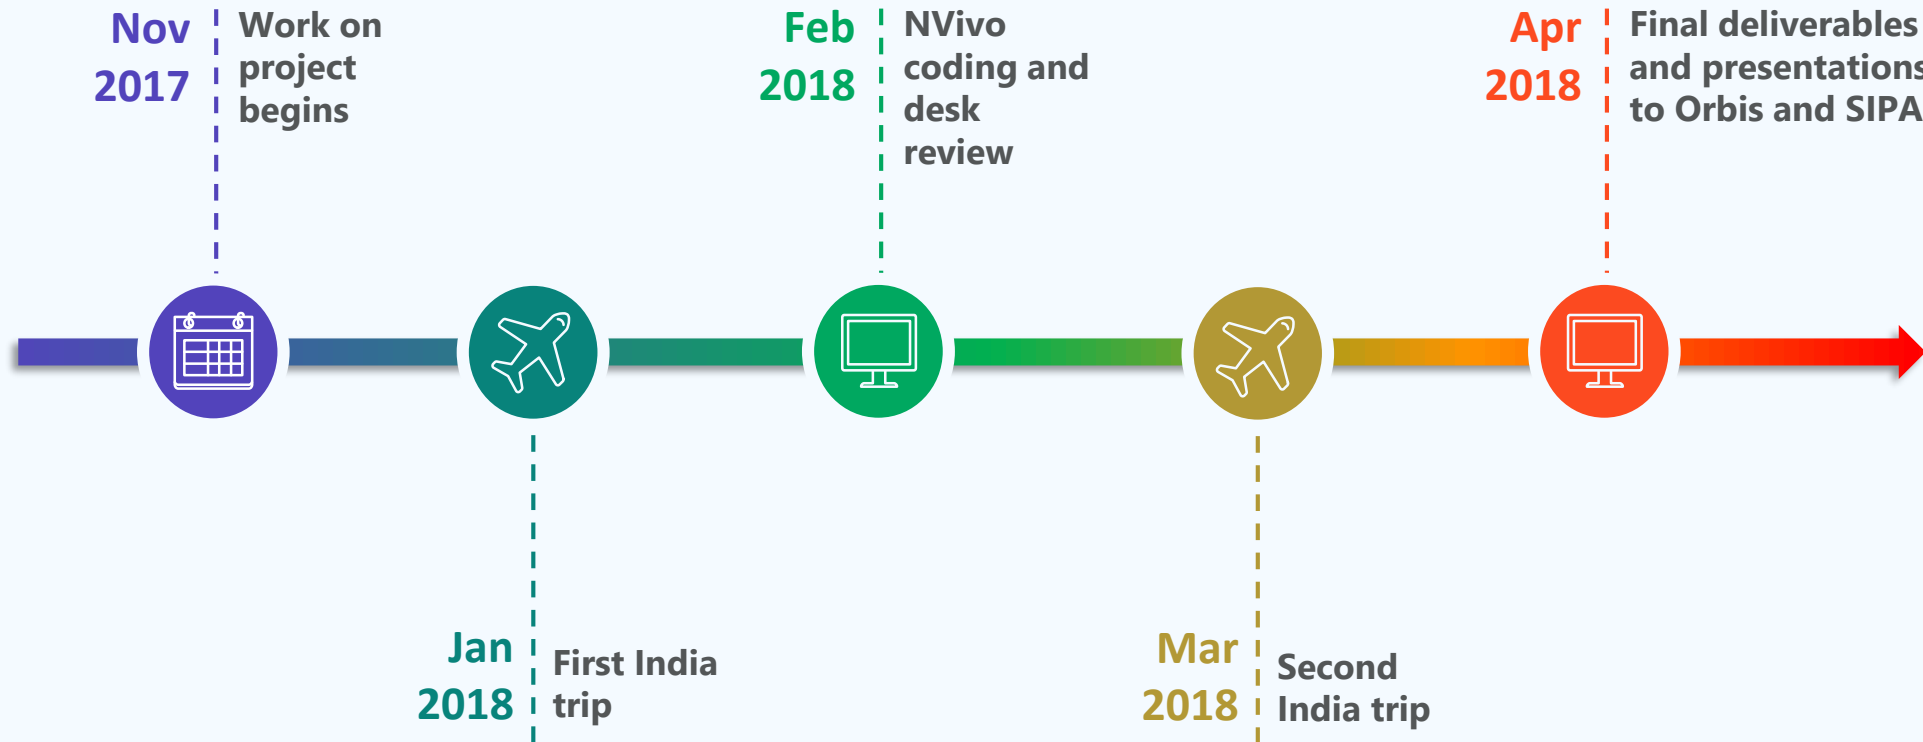 Nov
2017
Work on
project
begins
Jan
2018
First India
trip
Feb
2018
NVivo
coding and
desk
review
Mar
2018
Second
India trip
Apr
2018
Final deliverables
and presentations
to Orbis and SIPA